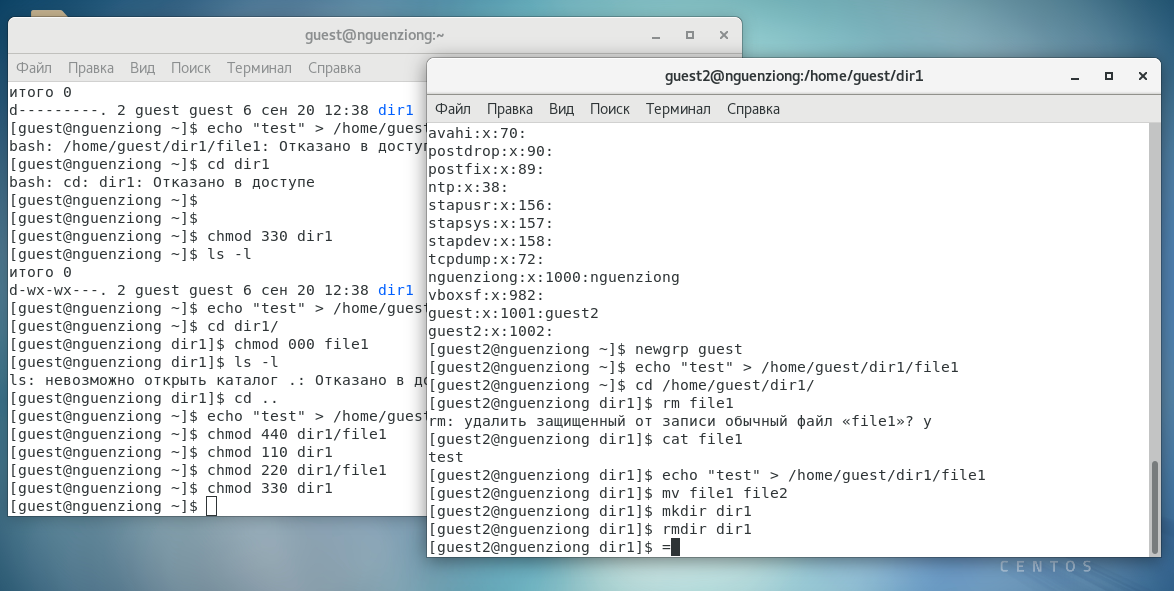 guest@nguenziong:~
Файл Правка Вид Поиск Терминал Справка
итого 0
d---------. 2 guest guest 6 сен 20 12:38 dir1
[guest@nguenziong ~]$ echo "test" > /home/guest
bash: /home/guest/dir1/file1: Отказано в доступ
[guest@nguenziong ~]$ cd dir1
bash: cd: dir1: Отказано в доступе
[guest@nguenziong ~]$
[guest@nguenziong ~]$
[guest@nguenziong ~]$ chmod 330 dir1
[guest@nguenziong ~]$ ls -l
итого 0
d-wx-wx---. 2 guest guest 6 сен 20 12:38 dir1
[guest@nguenziong ~]$ echo "test" > /home/guest
[guest@nguenziong ~]$ cd dir1/
[guest@nguenziong dir1]$ chmod 000 file1
[guest@nguenziong dir1]$ ls -l
ls: невозможно открыть каталог .: Отказано в до
[guest@nguenziong dir1]$ cd ..
[guest@nguenziong ~]$ echo "test" > /home/guest
[guest@nguenziong ~]$ chmod 440 dir1/file1
[guest@nguenziong ~]$ chmod 110 dir1
[guest@nguenziong ~]$ chmod 220 dir1/file1
[guest@nguenziong ~]$ chmod 330 dir1
[guest@nguenziong ~]$
guest2@nguenziong:/home/guest/dir1
Файл Правка Вид Поиск Терминал Справка
avahi:x:70:
postdrop:x:90:
postfix:x:89:
ntp:x:38:
stapusr:x:156:
stapsys:x:157:
stapdev:x:158:
tcpdump:x:72:
nguenziong:x:1000:nguenziong
vboxsf:x:982:
guest:x:1001:guest2
guest2:x:1002:
[guest2@nguenziong ~]$ newgrp guest
[guest2@nguenziong ~]$ echo "test" > /home/guest/dir1/file1
[guest2@nguenziong ~]$ cd /home/guest/dir1/
[guest2@nguenziong dir1]$ rm file1
rm: удалить защищенный от записи обычный файл «file1»? y
[guest2@nguenziong dir1]$ cat file1
test
[guest2@nguenziong dir1]$ echo "test" > /home/guest/dir1/file1
[guest2@nguenziong dir1]$ mv file1 file2
[guest2@nguenziong dir1]$ mkdir dir1
[guest2@nguenziong dir1]$ rmdir dir1
[guest2@nguenziong dir1]$ =
CENTOS